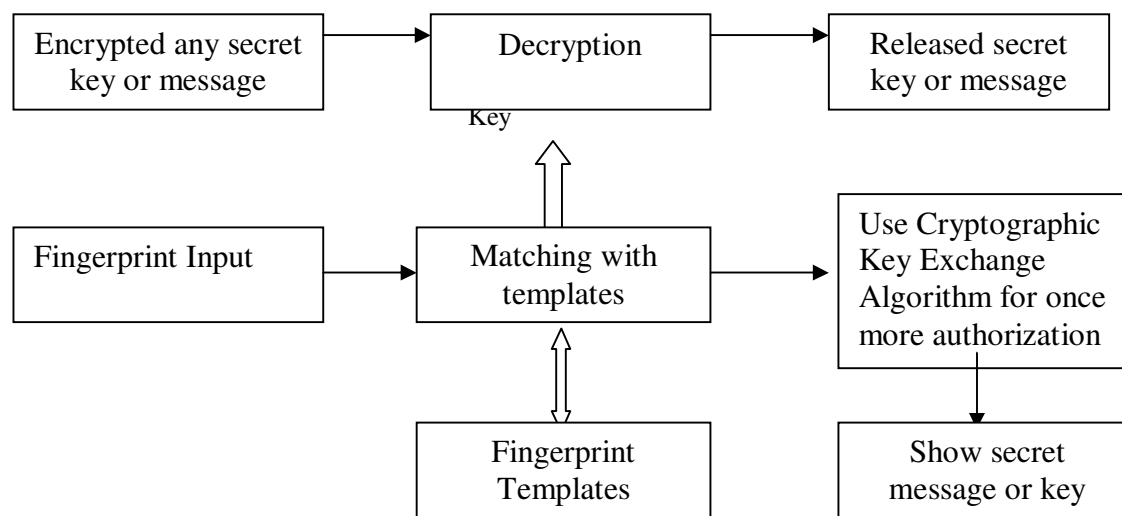 Encrypted any secret
key or message
Decryption
Released secret
key or message
Key
Fingerprint Input
Matching with
templates
Use Cryptographic
Key Exchange
Algorithm for once
more authorization
Fingerprint
Templates
Show secret
message or key